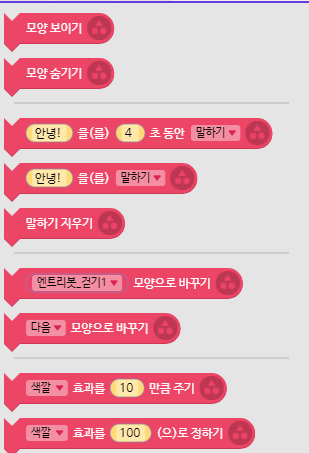 모양 보이기
모양 숨기기
안녕! 을(를) 4 초 동안 말하기
안녕! 을(를) 말하기
말하기 지우기
엔트리봇_걷기1 모양으로 바꾸기
다음 모양으로 바꾸기
색깔 효과를 10 만큼 주기
색깔 효과를 100 (으)로 정하기